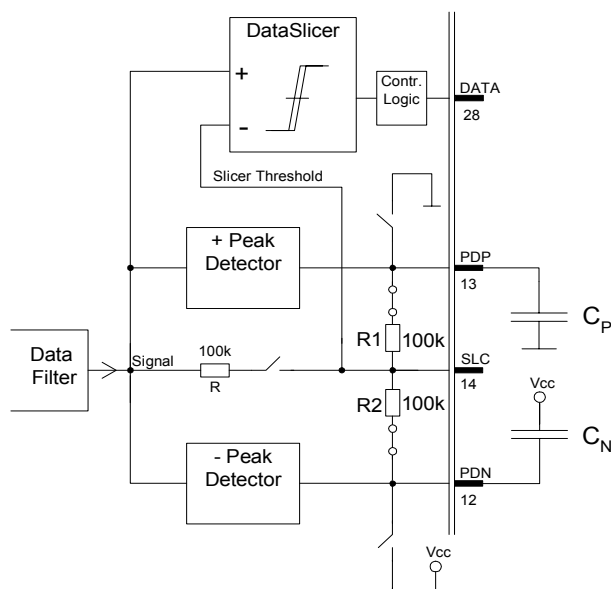 DataSlicer
+
-
Contr.
Logic
DATA
28
Slicer Threshold
+ Peak
Detector
PDP
13
C_P
R1
100k
Data
Filter
Signal
100k
R
SLC
14
R2
100k
Vcc
C_N
- Peak
Detector
PDN
12
Vcc